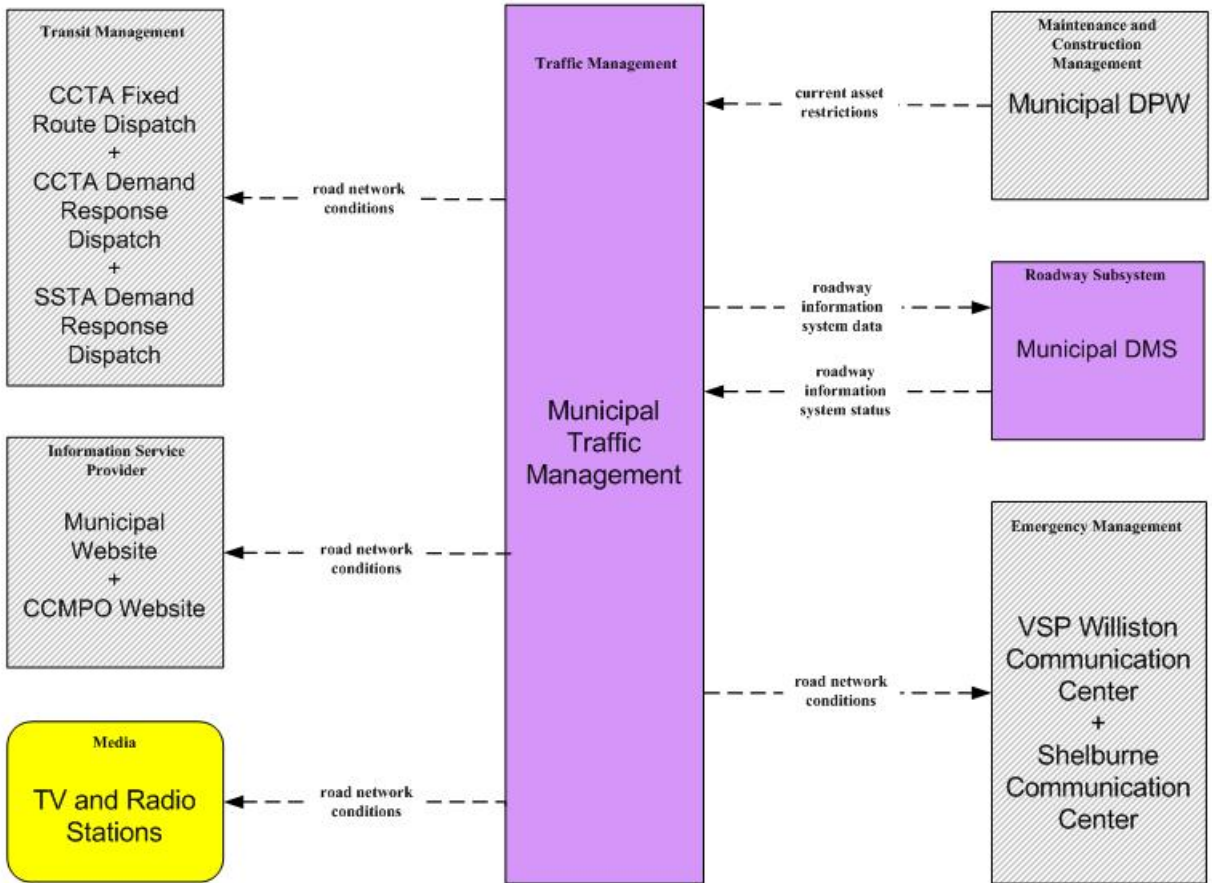 Transit Management
CCTA Fixed
Route Dispatch
+
CCTA Demand
Response
Dispatch
+
SSTA Demand
Response
Dispatch
road network
conditions
Information Service
Provider
Municipal
Website
+
CCMPO Website
road network
conditions
Media
TV and Radio
Stations
road network
conditions
Traffic Management
Municipal
Traffic
Management
current asset
restrictions
Maintenance and
Construction
Management
Municipal DPW
roadway
information
system data
roadway
information
system status
Roadway Subsystem
Municipal DMS
road network
conditions
Emergency Management
VSP Williston
Communication
Center
+
Shelburne
Communication
Center